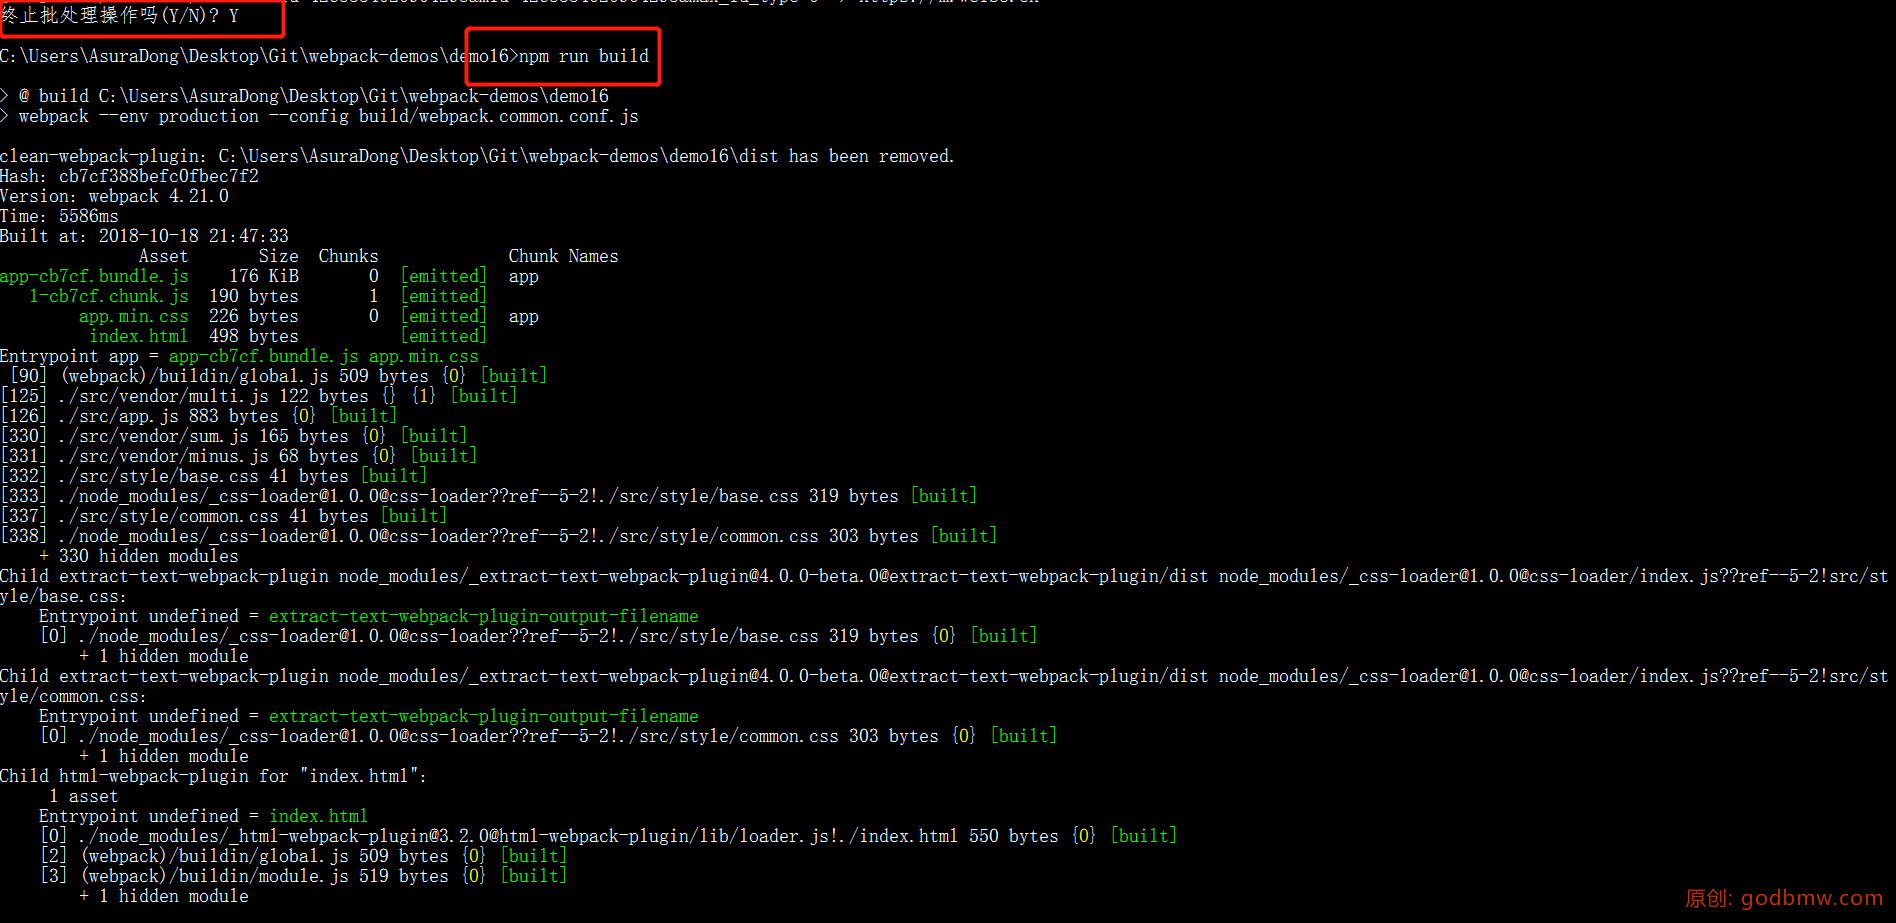 终止批处理操作吗(Y/N)? Y
C:\Users\AsuraDong\Desktop\Git\webpack-demos\demo16>npm run build
> @ build C:\Users\AsuraDong\Desktop\Git\webpack-demos\demo16
> webpack --env production --config build/webpack.common.conf.js
clean-webpack-plugin: C:\Users\AsuraDong\Desktop\Git\webpack-demos\demo16\dist has been removed.
Hash: cb7cf388befc0fbec7f2
Version: webpack 4.21.0
Time: 5586ms
Built at: 2018-10-18 21:47:33
Asset Size Chunks Chunk Names
app-cb7cf.bundle.js 176 KiB 0 [emitted] app
1-cb7cf.chunk.js 190 bytes 1 [emitted]
app.min.css 226 bytes 0 [emitted] app
index.html 498 bytes [emitted]
Entrypoint app = app-cb7cf.bundle.js app.min.css
[90] (webpack)/buildin/global.js 509 bytes {0} [built]
[125] ./src/vendor/multi.js 122 bytes {} {1} [built]
[126] ./src/app.js 883 bytes {0} [built]
[330] ./src/vendor/sum.js 165 bytes {0} [built]
[331] ./src/vendor/minus.js 68 bytes {0} [built]
[332] ./src/style/base.css 41 bytes [built]
[333] ./node_modules/_css-loader@1.0.0@css-loader??ref--5-2!./src/style/base.css 319 bytes [built]
[337] ./src/style/common.css 41 bytes [built]
[338] ./node_modules/_css-loader@1.0.0@css-loader??ref--5-2!./src/style/common.css 303 bytes [built]
+ 330 hidden modules
Child extract-text-webpack-plugin node_modules/_extract-text-webpack-plugin@4.0.0-beta.0@extract-text-webpack-plugin/dist node_modules/_css-loader@1.0.0@css-loader/index.js??ref--5-2!src/st
yle/base.css:
Entrypoint undefined = extract-text-webpack-plugin-output-filename
[0] ./node_modules/_css-loader@1.0.0@css-loader??ref--5-2!./src/style/base.css 319 bytes {0} [built]
+ 1 hidden module
Child extract-text-webpack-plugin node_modules/_extract-text-webpack-plugin@4.0.0-beta.0@extract-text-webpack-plugin/dist node_modules/_css-loader@1.0.0@css-loader/index.js??ref--5-2!src/st
yle/common.css:
Entrypoint undefined = extract-text-webpack-plugin-output-filename
[0] ./node_modules/_css-loader@1.0.0@css-loader??ref--5-2!./src/style/common.css 303 bytes {0} [built]
+ 1 hidden module
Child html-webpack-plugin for "index.html":
1 asset
Entrypoint undefined = index.html
[0] ./node_modules/_html-webpack-plugin@3.2.0@html-webpack-plugin/lib/loader.js!./index.html 550 bytes {0} [built]
[2] (webpack)/buildin/global.js 509 bytes {0} [built]
[3] (webpack)/buildin/module.js 519 bytes {0} [built]
+ 1 hidden module
原创: godbmw.com